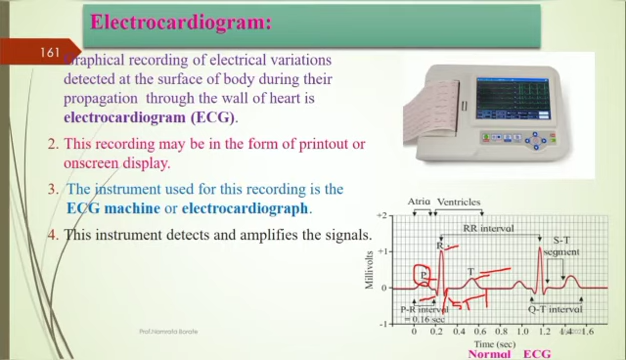 Electrocardiogram:
161
Graphical recording of electrical variations
detected at the surface of body during their
propagation through the wall of heart is
electrocardiogram (ECG).
2. This recording may be in the form of printout or
onscreen display.
3. The instrument used for this recording is the
ECG machine or electrocardiograph.
4. This instrument detects and amplifies the signals.
Atria Ventricles
+2
RR interval
+1
R
S-T
segment
Millivolts
P
T
0
P-R interval
= 0.16 sec
Q-T interval
-1
0 0.2 0.4 0.6 0.8 1.0 1.2 1.4 1.6
Time (sec)
Normal ECG
Prof.Namrata Barate